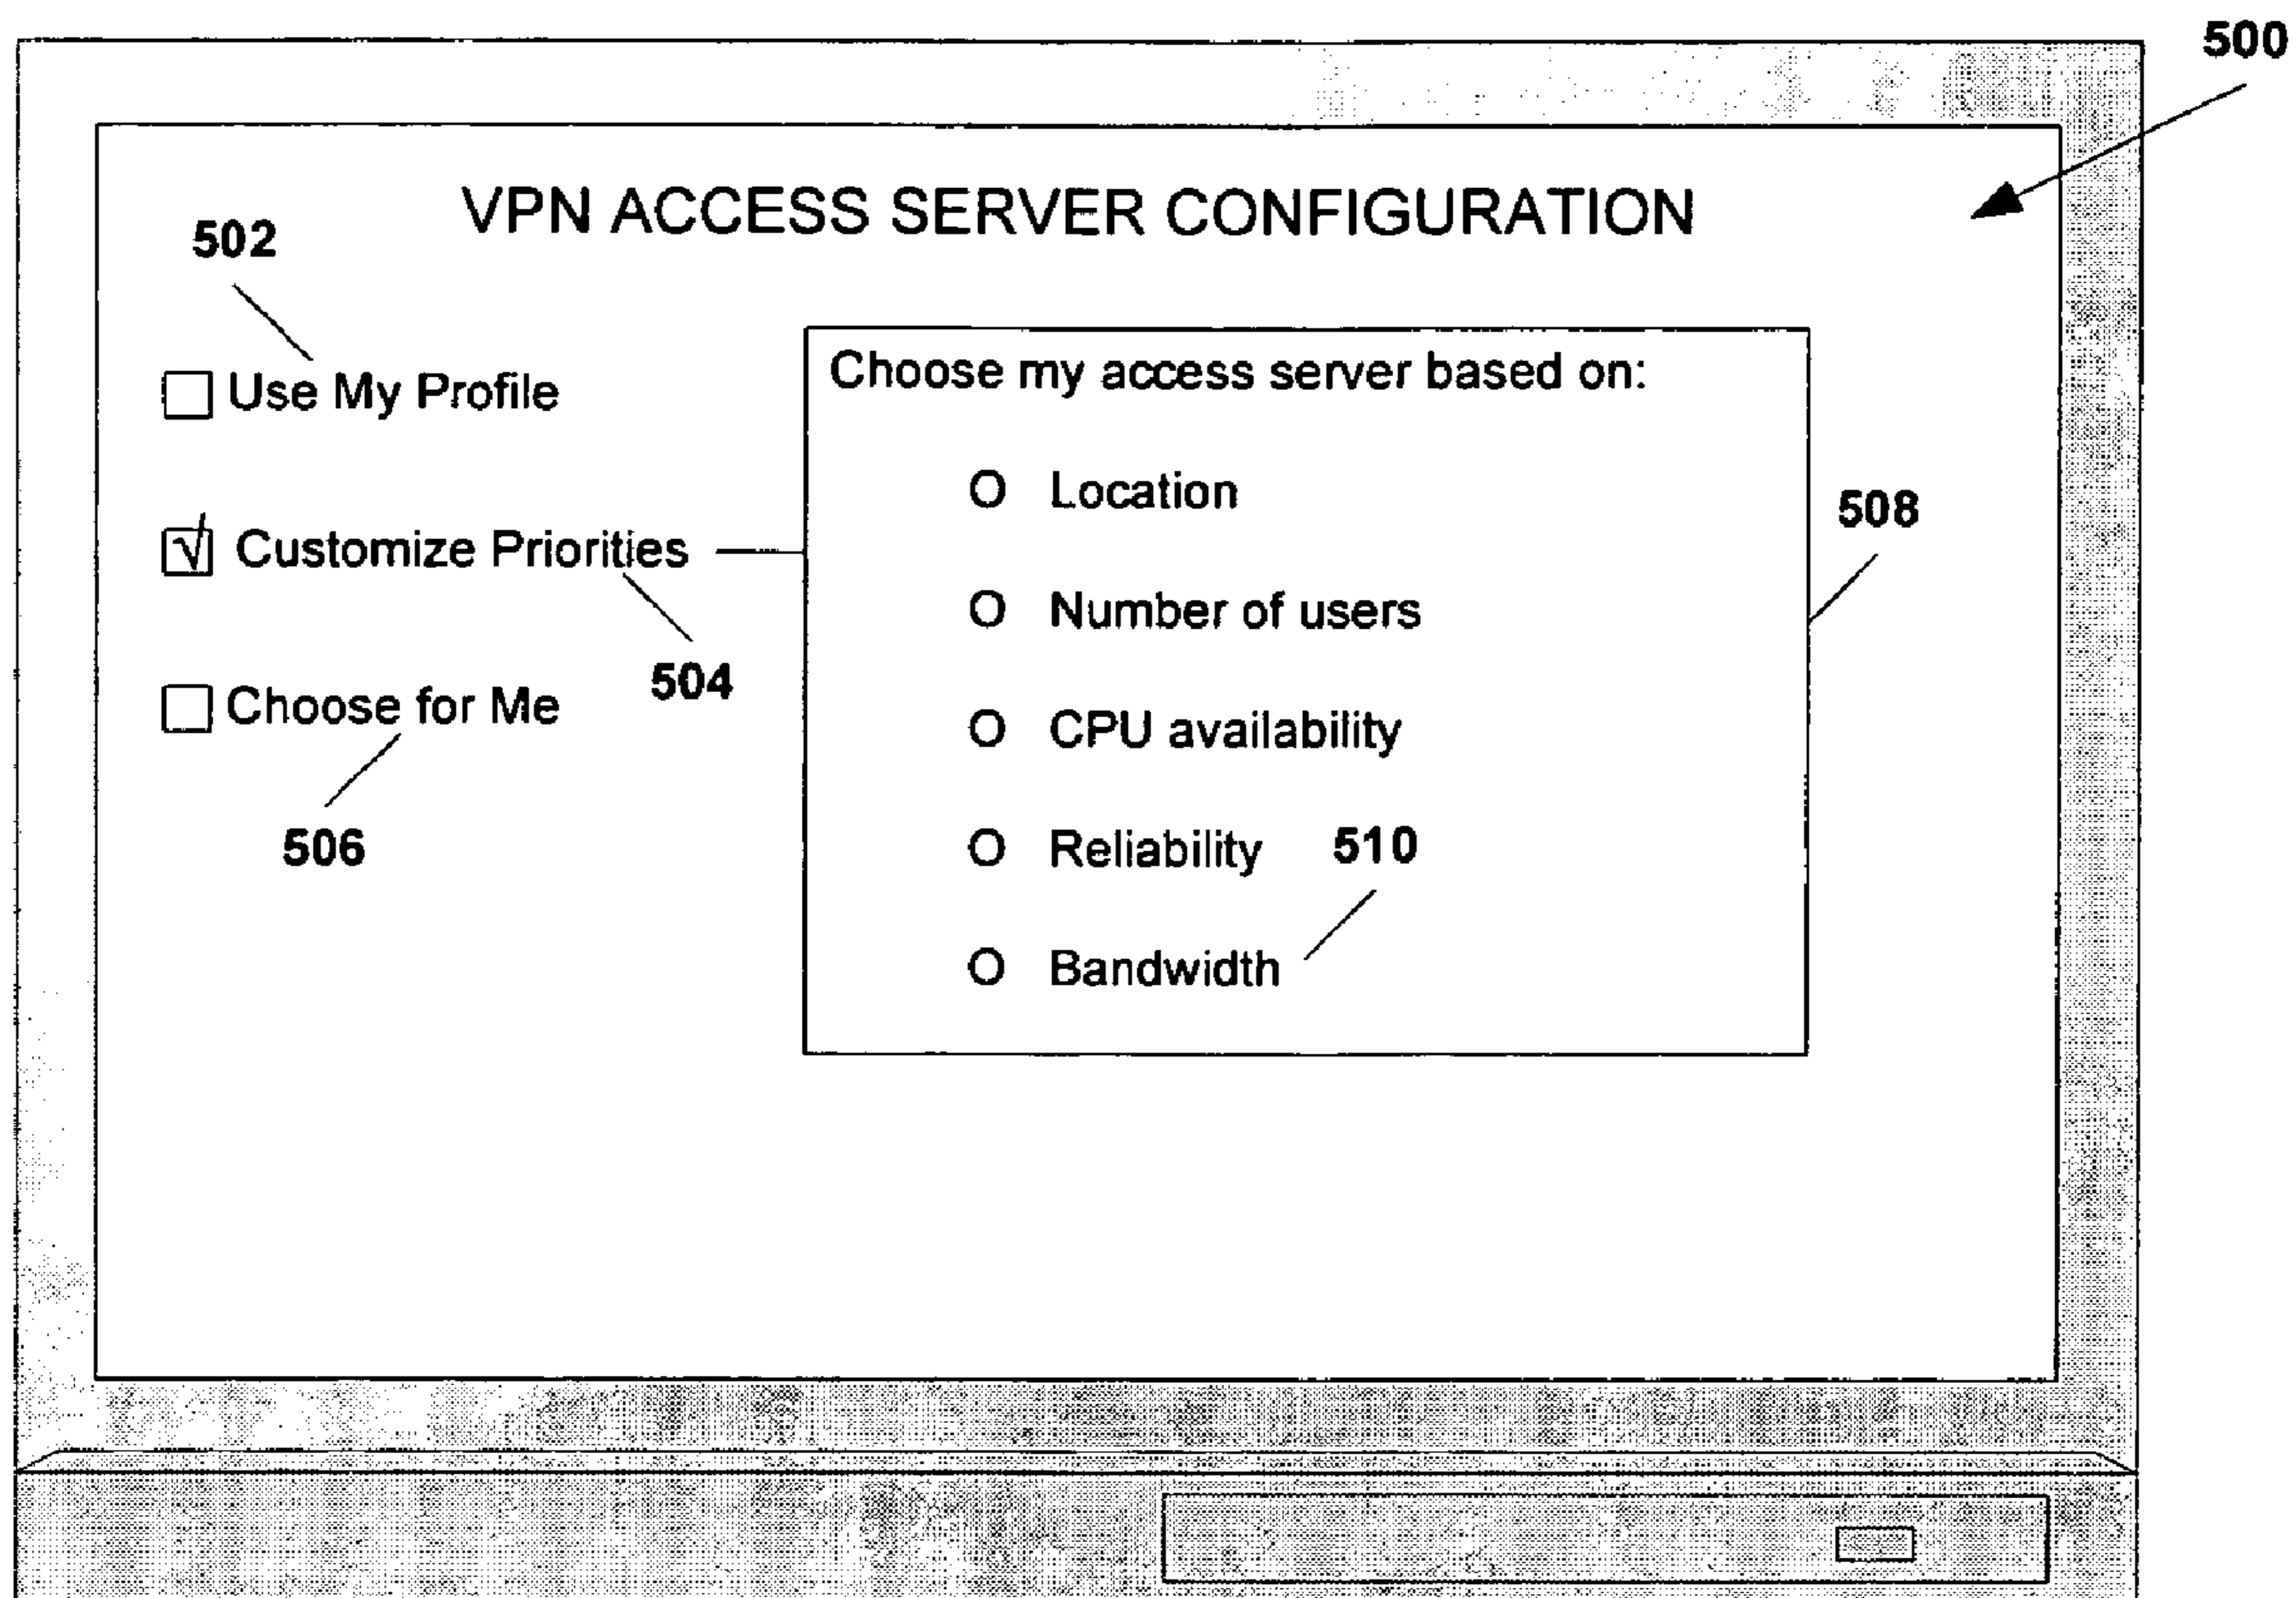 500
VPN ACCESS SERVER CONFIGURATION
502
Use My Profile
Customize Priorities
504
Choose for Me
506
Choose my access server based on:
Location
Number of users
CPU availability
Reliability
510
Bandwidth
508